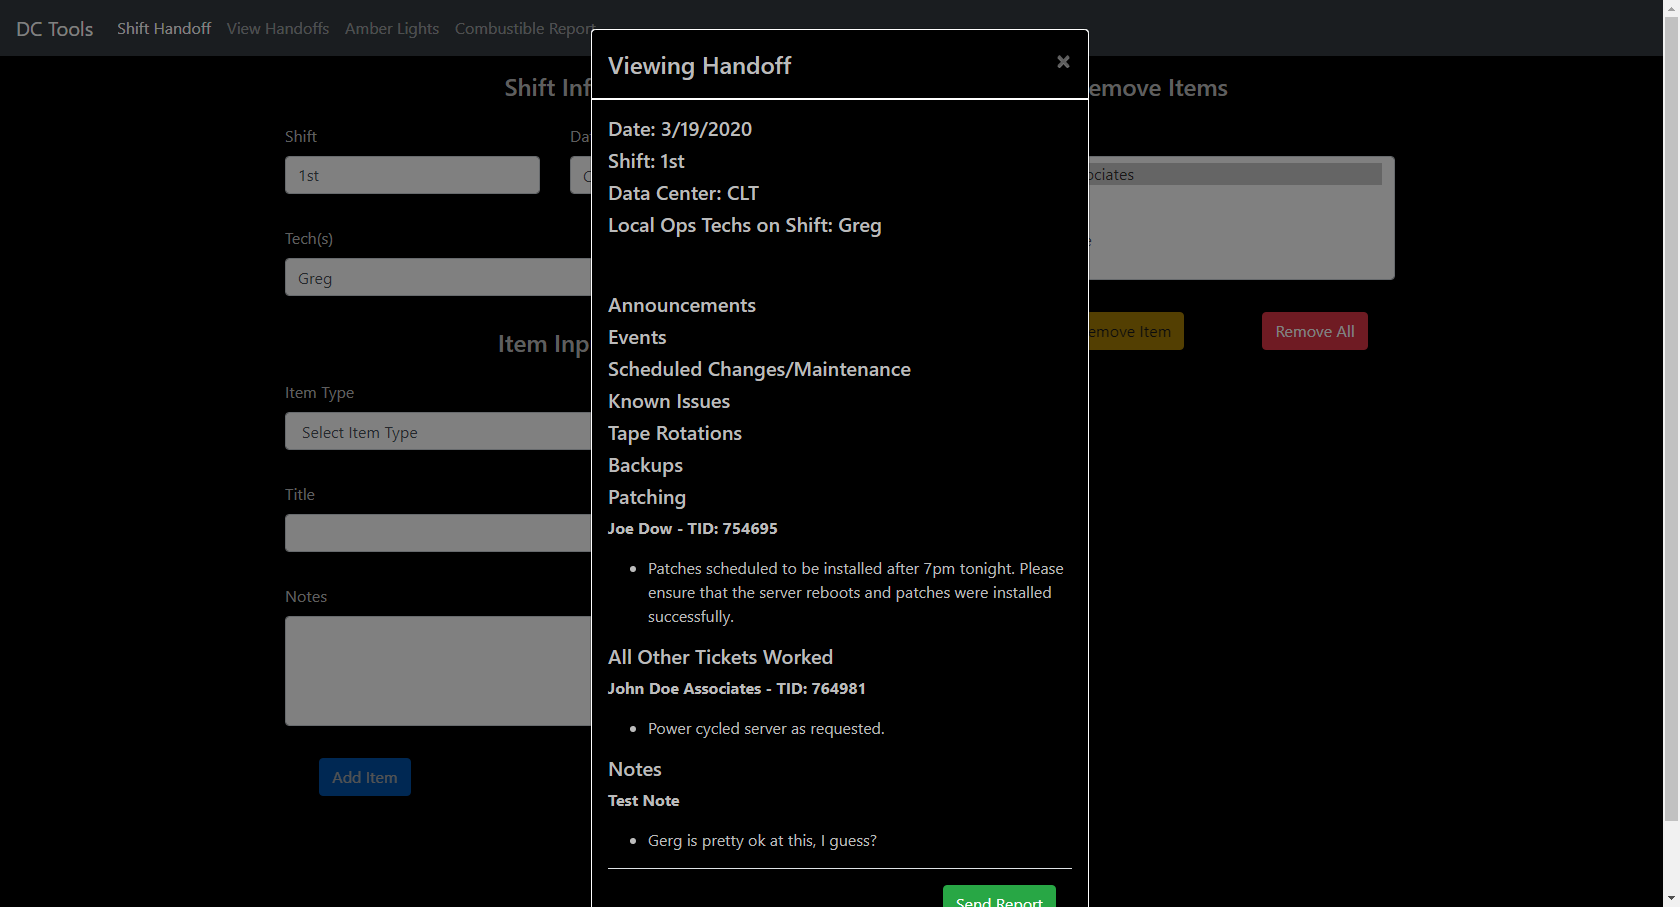 DC Tools Shift Handoff View Handoffs Amber Lights Combustible Report
Viewing Handoff
×
Date: 3/19/2020
Shift: 1st
Data Center: CLT
Local Ops Techs on Shift: Greg
Announcements
Events
Scheduled Changes/Maintenance
Known Issues
Tape Rotations
Backups
Patching
Joe Dow - TID: 754695
Patches scheduled to be installed after 7pm tonight. Please
ensure that the server reboots and patches were installed
successfully.
All Other Tickets Worked
John Doe Associates - TID: 764981
Power cycled server as requested.
Notes
Test Note
Gerg is pretty ok at this, I guess?
Send Report
Shift Inf
Shift
Da
1st
Tech(s)
Greg
Item Inp
Item Type
Select Item Type
Title
Notes
Add Item
emove Items
ociates
emove Item
Remove All